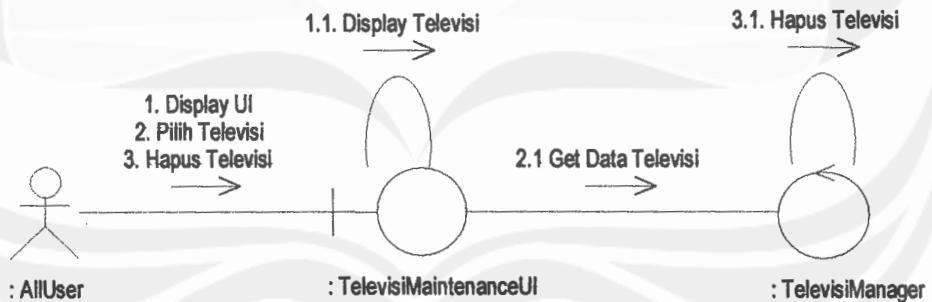 1.1. Display Televisi
3.1. Hapus Televisi
1. Display UI
2. Pilih Televisi
3. Hapus Televisi
2.1 Get Data Televisi
: AllUser
: TelevisiMaintenanceUI
: TelevisiManager